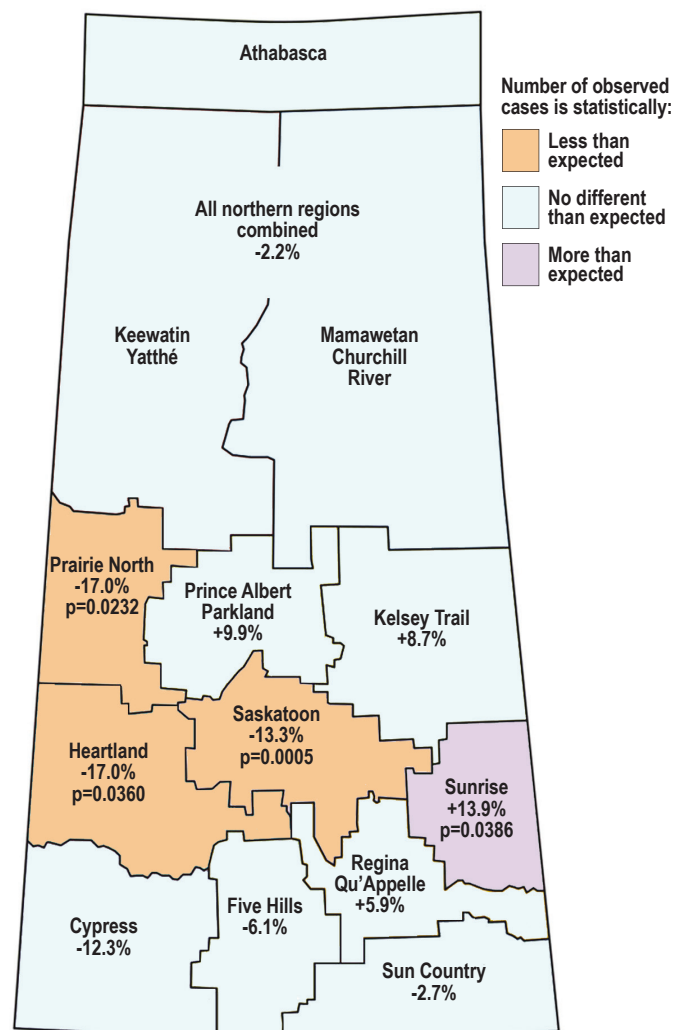 Athabasca
Number of observed
cases is statistically:
Less than
expected
No different
than expected
More than
expected
All northern regions
combined
-2.2%
Keewatin
Yatthé
Mamawetan
Churchill
River
Prairie North
-17.0%
p=0.0232
Prince Albert
Parkland
+9.9%
Kelsey Trail
+8.7%
Heartland
-17.0%
p=0.0360
Saskatoon
-13.3%
p=0.0005
Sunrise
+13.9%
p=0.0386
Regina
Qu’Appelle
+5.9%
Cypress
-12.3%
Five Hills
-6.1%
Sun Country
-2.7%